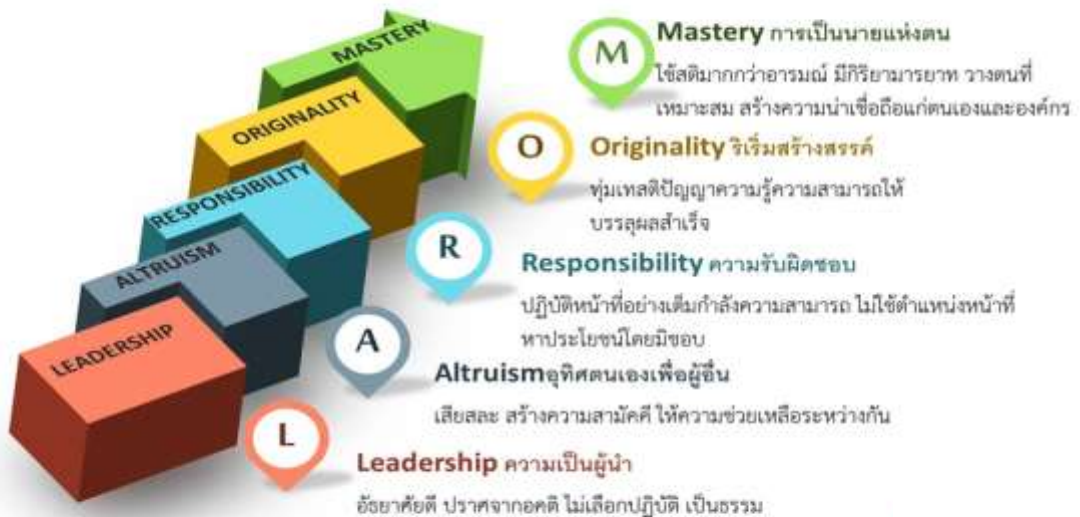 MASTERY
ORIGINALITY
RESPONSIBILITY
ALTRUISM
LEADERSHIP
M
Mastery การเป็นนายแห่งตน
ใช้สติมากกว่าอารมณ์ มีกิริยามารยาท วางตนที่
เหมาะสม สร้างความน่าเชื่อถือแก่ตนเองและองค์กร
O
Originality ริเริ่มสร้างสรรค์
ทุ่มเทสติปัญญาความรู้ความสามารถให้
บรรลุผลสำเร็จ
R
Responsibility ความรับผิดชอบ
ปฏิบัติหน้าที่อย่างเต็มกำลังความสามารถ ไม่ใช้ตำแหน่งหน้าที่
หาประโยชน์โดยมิชอบ
A
Altruismอุทิศตนเองเพื่อผู้อื่น
เสียสละ สร้างความสามัคคี ให้ความช่วยเหลือระหว่างกัน
L
Leadership ความเป็นผู้นำ
อัธยาศัยดี ปราศจากอคติ ไม่เลือกปฏิบัติ เป็นธรรม